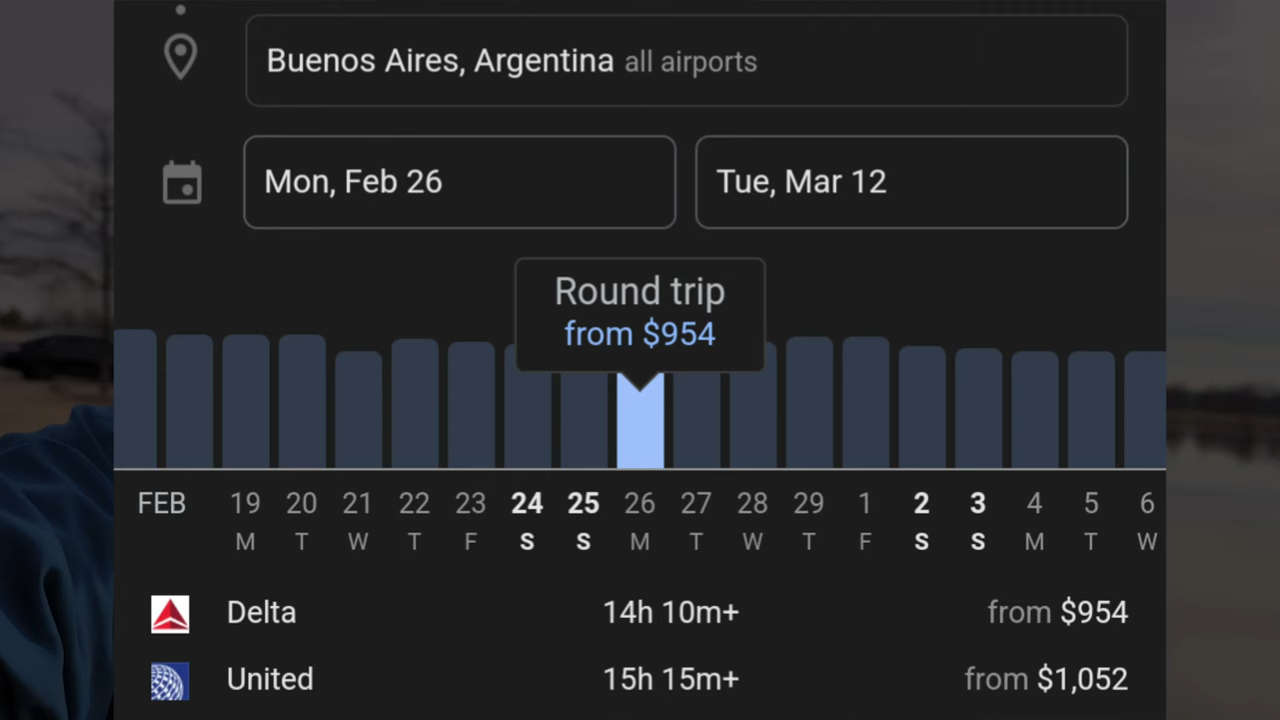 Buenos Aires, Argentina all airports
Mon, Feb 26 Tue, Mar 12
Round trip
from $954
FEB 19 20 21 22 23 24 25 26 27 28 29 1 2 3 4 5 6
M T W T F S S M T W T F S S M T W
Delta 14h 10m+ from $954
United 15h 15m+ from $1,052